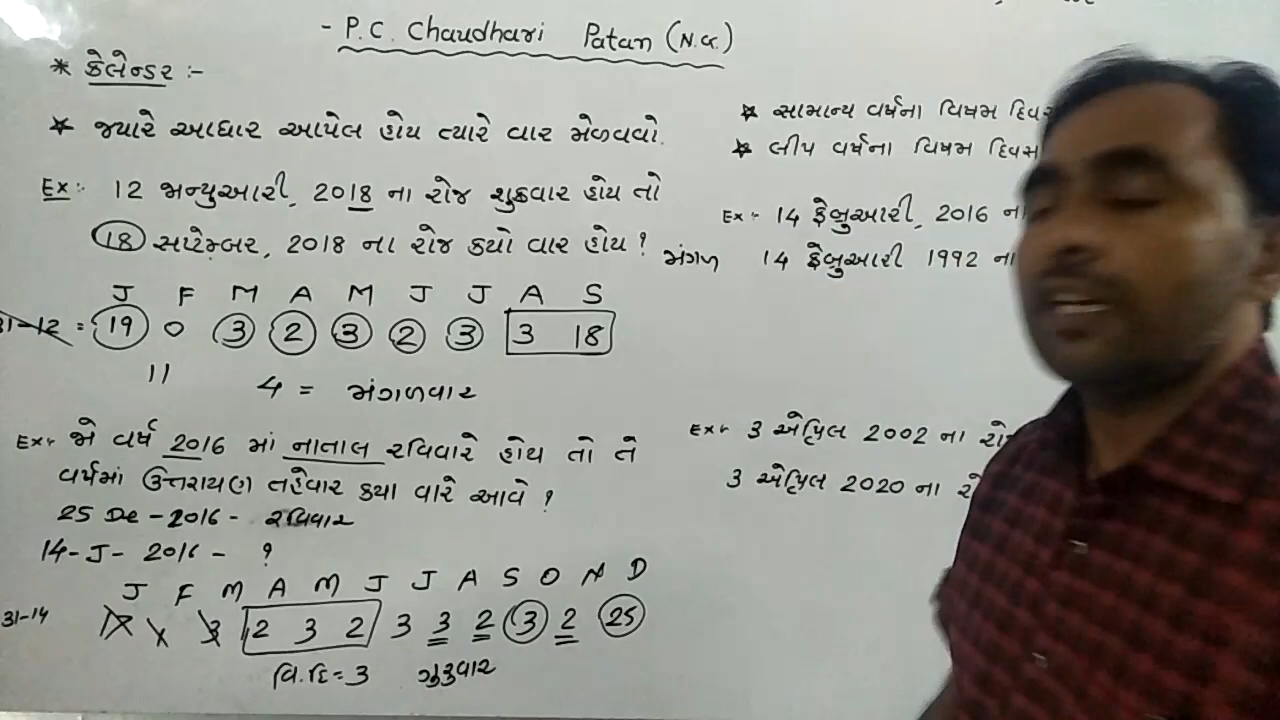 - P.C. Chaudhari Patan (N.G.)
* કેલેન્ડર :-
* જ્યારે આધાર આપેલ હોય ત્યારે વાર મેળવવો.
Ex:- 12 જાન્યુઆરી, 2018 ના રોજ શુક્રવાર હોય તો
18 સપ્ટેમ્બર, 2018 ના રોજ કયો વાર હોય ? મંગળ
J F M A M J J A S
31-12 = 19 0 3 2 3 2 3 3 18
11 4 = મંગળવાર
Ex:- જો વર્ષ 2016 માં નાતાલ રવિવારે હોય તો તે
વર્ષમાં ઉત્તરાયણ તહેવાર કયા વારે આવે ?
25 De - 2016 - રવિવાર
14 - J - 2016 - ?
J F M A M J J A S O N D
31-14 3 2 3 2 3 3 2 3 2 25
વિ.દિ = 3 ગુરુવાર
* સામાન્ય વર્ષના વિષમ દિવસ
* લીપ વર્ષના વિષમ દિવસ
Ex:- 14 ફેબ્રુઆરી, 2016 ના
14 ફેબ્રુઆરી 1992 ના
Ex:- 3 એપ્રિલ 2002 ના રો
3 એપ્રિલ 2020 ના રો